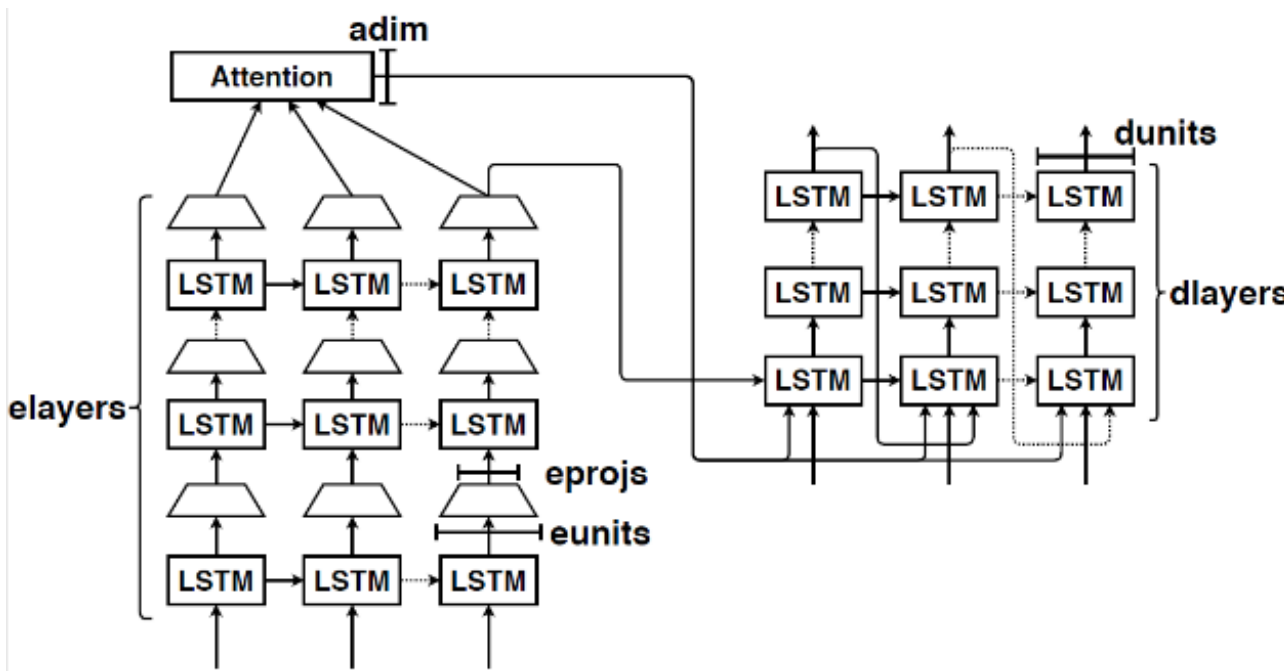 adim
Attention
dunits
LSTM LSTM LSTM
LSTM LSTM LSTM
LSTM LSTM LSTM
dlayers
LSTM LSTM LSTM
elayers
LSTM LSTM LSTM
eprojs
eunits
LSTM LSTM LSTM